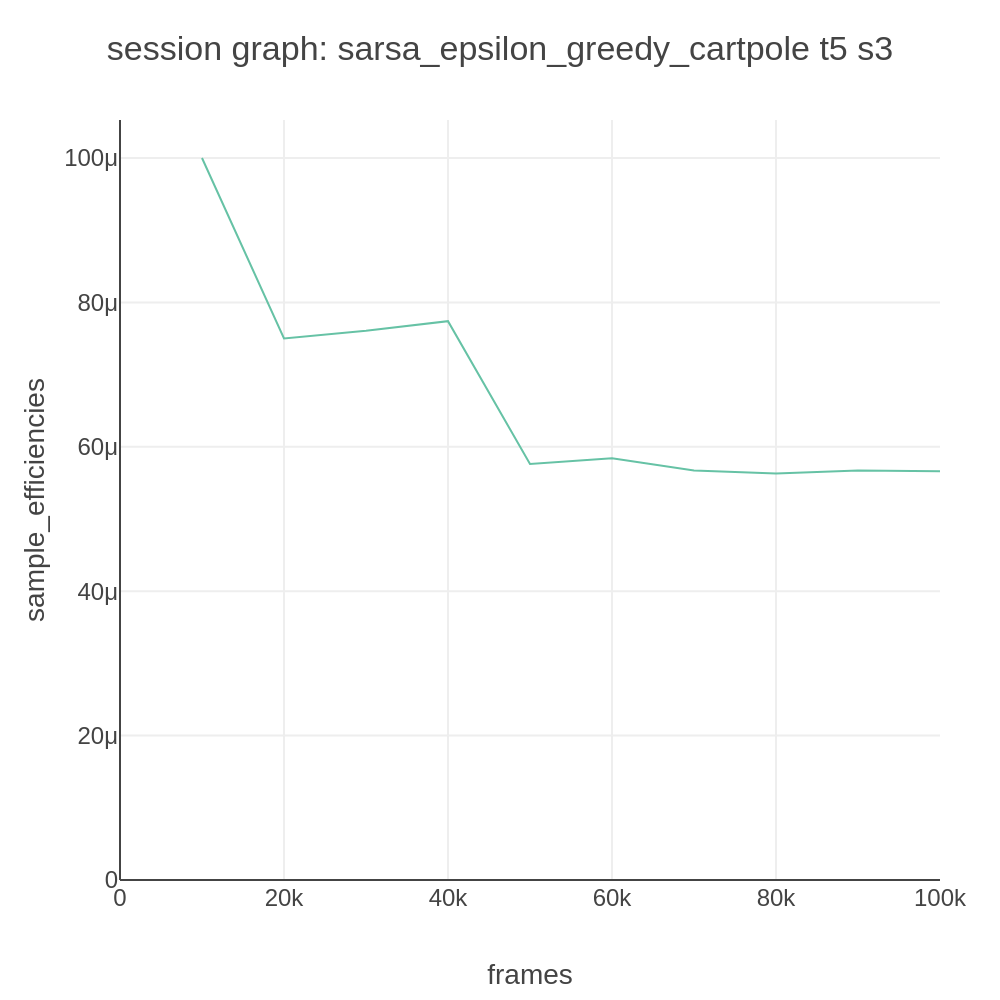 session graph: sarsa_epsilon_greedy_cartpole t5 s3
100μ
80μ
60μ
40μ
20μ
0
sample_efficiencies
0 20k 40k 60k 80k 100k
frames